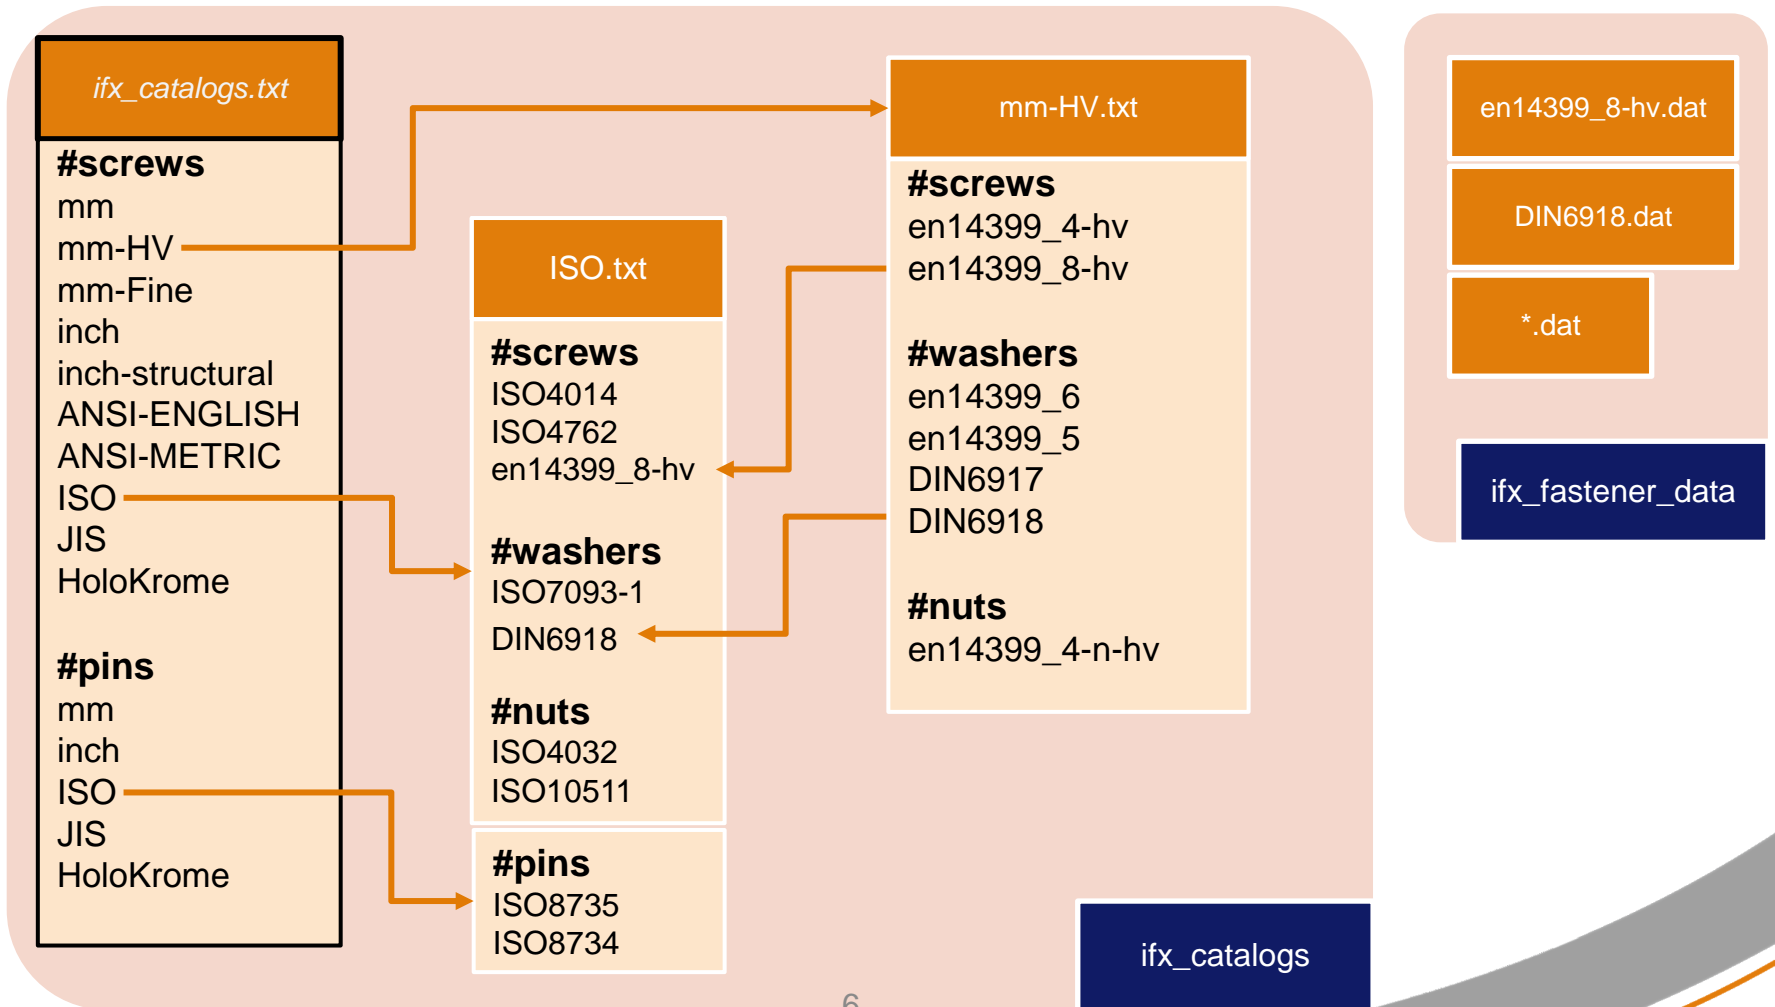 ifx_catalogs.txt
#screws
mm
mm-HV
mm-Fine
inch
inch-structural
ANSI-ENGLISH
ANSI-METRIC
ISO
JIS
HoloKrome
#pins
mm
inch
ISO
JIS
HoloKrome
ISO.txt
#screws
ISO4014
ISO4762
en14399_8-hv
#washers
ISO7093-1
DIN6918
#nuts
ISO4032
ISO10511
#pins
ISO8735
ISO8734
mm-HV.txt
#screws
en14399_4-hv
en14399_8-hv
#washers
en14399_6
en14399_5
DIN6917
DIN6918
#nuts
en14399_4-n-hv
ifx_catalogs
en14399_8-hv.dat
DIN6918.dat
*.dat
ifx_fastener_data
6